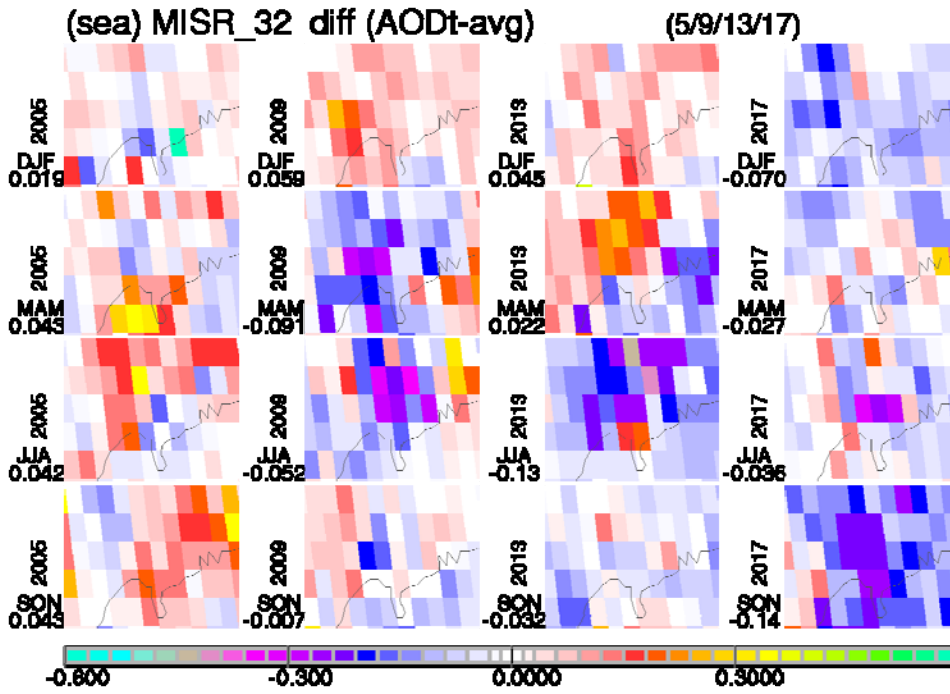 (sea) MISR_32 diff (AODt-avg) (5/9/13/17)
2005 DJF 0.019
2009 DJF 0.059
2013 DJF 0.045
2017 DJF -0.070
2005 MAM 0.043
2009 MAM -0.091
2013 MAM 0.022
2017 MAM -0.027
2005 JJA 0.042
2009 JJA -0.052
2013 JJA -0.13
2017 JJA -0.036
2005 SON 0.043
2009 SON -0.007
2013 SON -0.032
2017 SON -0.14
-0.600 -0.300 0.0000 0.3000